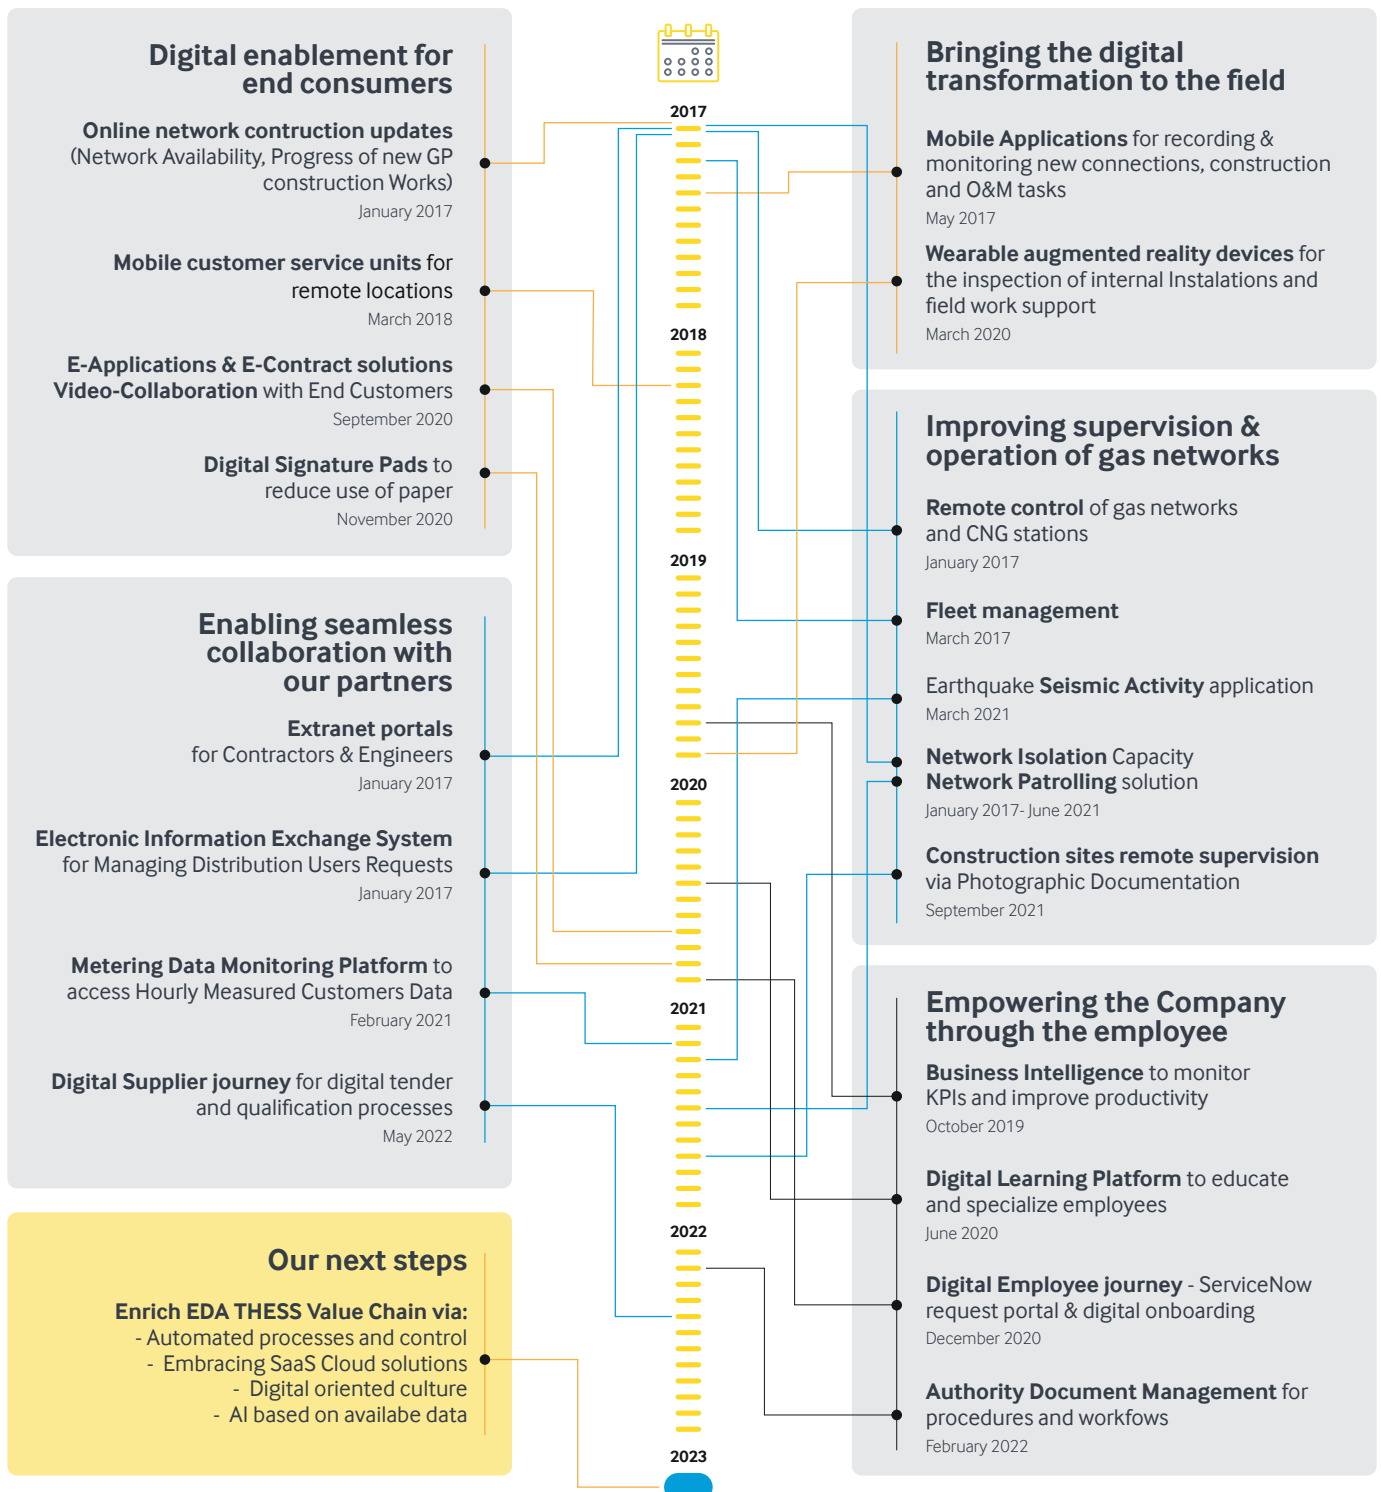 Digital enablement for
end consumers
Online network contruction updates
(Network Availability, Progress of new GP
construction Works)
January 2017
Mobile customer service units for
remote locations
March 2018
E-Applications & E-Contract solutions
Video-Collaboration with End Customers
September 2020
Digital Signature Pads to
reduce use of paper
November 2020
Enabling seamless
collaboration with
our partners
Extranet portals
for Contractors & Engineers
January 2017
Electronic Information Exchange System
for Managing Distribution Users Requests
January 2017
Metering Data Monitoring Platform to
access Hourly Measured Customers Data
February 2021
Digital Supplier journey for digital tender
and qualification processes
May 2022
Our next steps
Enrich EDA THESS Value Chain via:
- Automated processes and control
- Embracing SaaS Cloud solutions
- Digital oriented culture
- AI based on availabe data
2017
2018
2019
2020
2021
2022
2023
Bringing the digital
transformation to the field
Mobile Applications for recording &
monitoring new connections, construction
and O&M tasks
May 2017
Wearable augmented reality devices for
the inspection of internal Instalations and
field work support
March 2020
Improving supervision &
operation of gas networks
Remote control of gas networks
and CNG stations
January 2017
Fleet management
March 2017
Earthquake Seismic Activity application
March 2021
Network Isolation Capacity
Network Patrolling solution
January 2017- June 2021
Construction sites remote supervision
via Photographic Documentation
September 2021
Empowering the Company
through the employee
Business Intelligence to monitor
KPIs and improve productivity
October 2019
Digital Learning Platform to educate
and specialize employees
June 2020
Digital Employee journey - ServiceNow
request portal & digital onboarding
December 2020
Authority Document Management for
procedures and workfows
February 2022